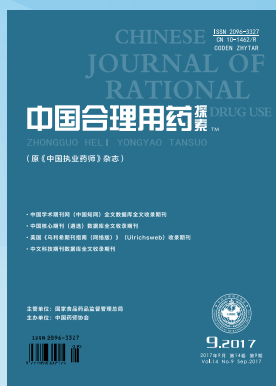 ISSN 2096-3327
CN 10-1462/R
CODEN ZHYTAR
CHINESE
JOURNAL OF
RATIONAL
DRUG USE
中国合理用药探索™
ZHONGGUO HELI YONGYAO TANSUO
(原《中国执业药师》杂志)
·中国学术期刊网(中国知网)全文数据库全文收录期刊
·中国核心期刊(遴选)数据库全文收录期刊
·美国《乌利希期刊指南(网络版)》(Ulrichsweb)收录期刊
·中文科技期刊数据库全文收录期刊
主管单位:国家食品药品监督管理总局
主办单位:中国药师协会
ISSN 2096-3327
9.2017
2017年9月 第14卷 第9期
Vol.14 No.9 Sep.2017